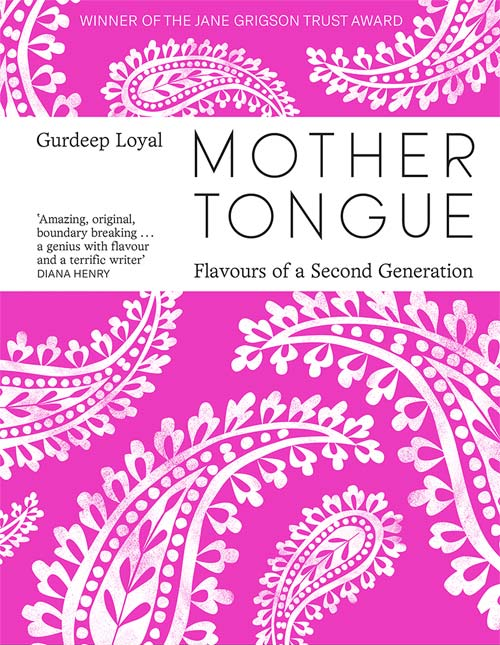 WINNER OF THE JANE GRIGSON TRUST AWARD
Gurdeep Loyal
MOTHER
TONGUE
‘Amazing, original,
boundary breaking ...
a genius with flavour
and a terrific writer’
DIANA HENRY
Flavours of a Second Generation